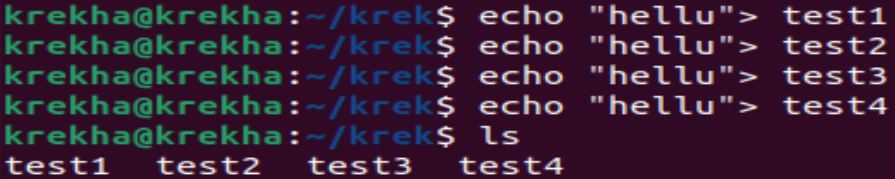 krekha@krekha:~/krek$ echo "hellu"> test1
krekha@krekha:~/krek$ echo "hellu"> test2
krekha@krekha:~/krek$ echo "hellu"> test3
krekha@krekha:~/krek$ echo "hellu"> test4
krekha@krekha:~/krek$ ls
test1  test2  test3  test4